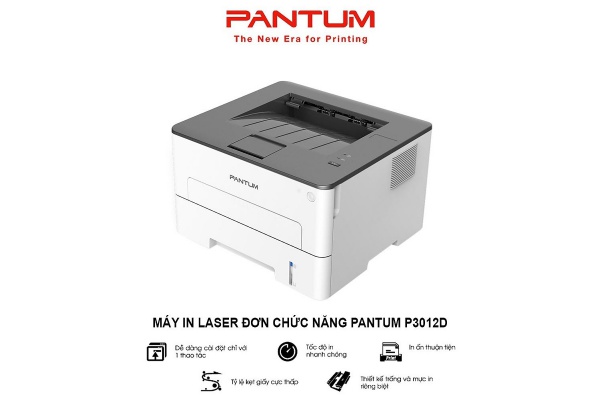 PANTUM
The New Era for Printing
PANTUM
MÁY IN LASER ĐƠN CHỨC NĂNG PANTUM P3012D
Dễ dàng cài đặt chỉ với
1 thao tác
Tốc độ in
nhanh chóng
In ấn thuận tiện
Tỷ lệ kẹt giấy cực thấp
Thiết kế trống và mực in
riêng biệt